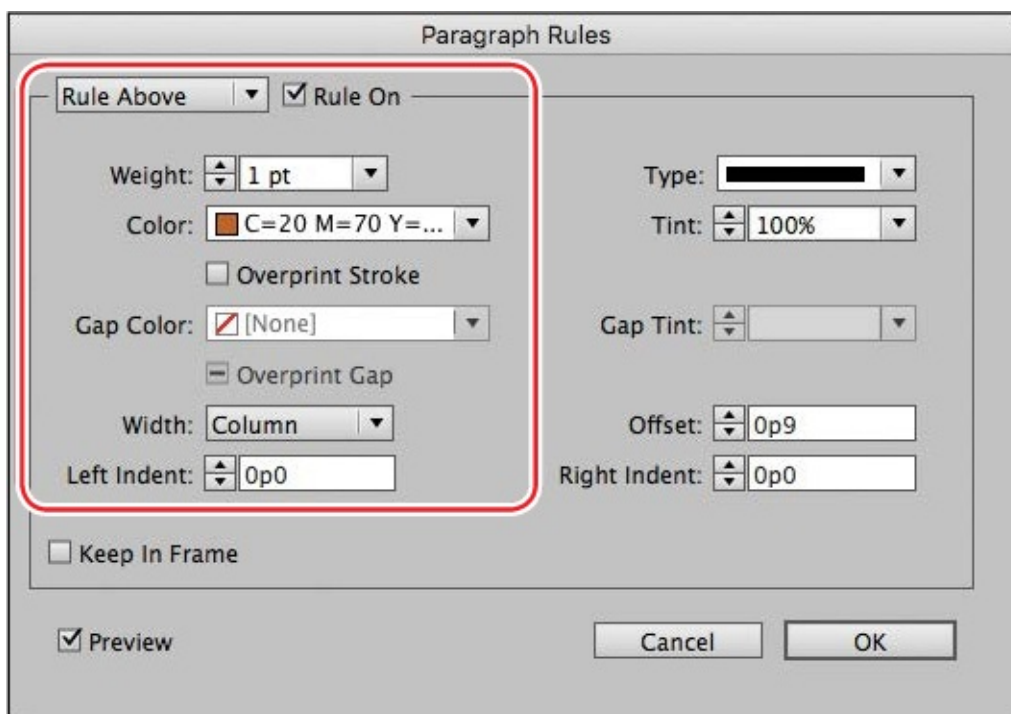 Paragraph Rules
Rule Above Rule On
Weight: 1 pt Type:
Color: C=20 M=70 Y=... Tint: 100%
Overprint Stroke
Gap Color: [None] Gap Tint:
Overprint Gap
Width: Column Offset: 0p9
Left Indent: 0p0 Right Indent: 0p0
Keep In Frame
Preview Cancel OK